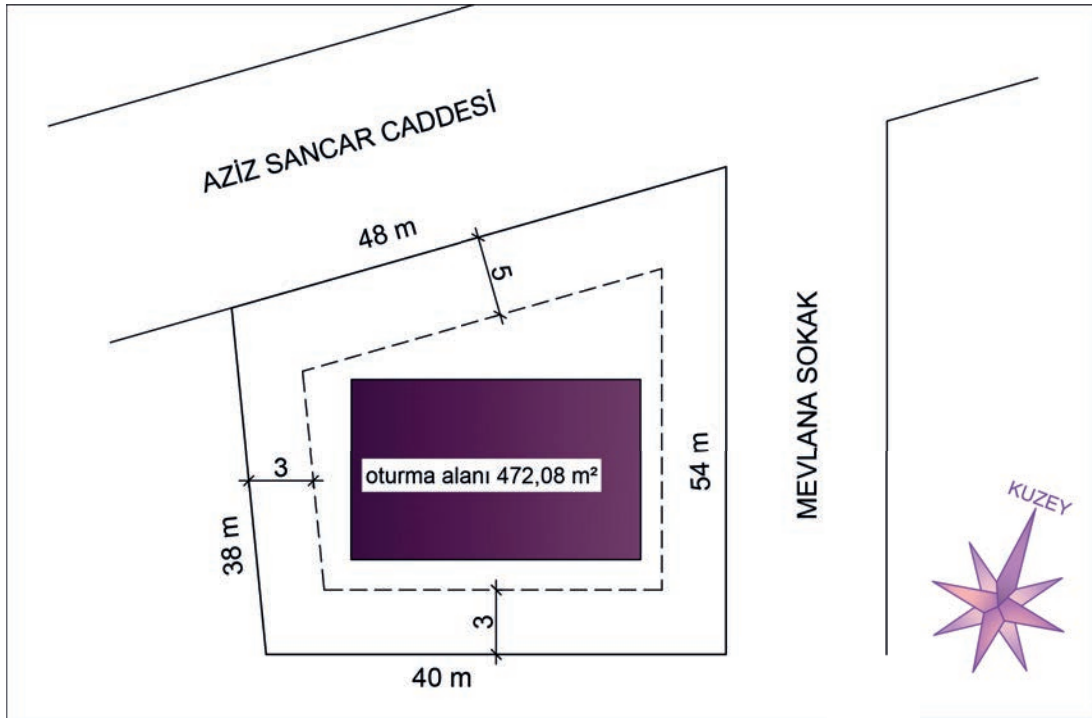 AZİZ SANCAR CADDESİ
48 m
5
MEVLANA SOKAK
3
oturma alanı 472,08 m²
54 m
38 m
3
40 m
KUZEY